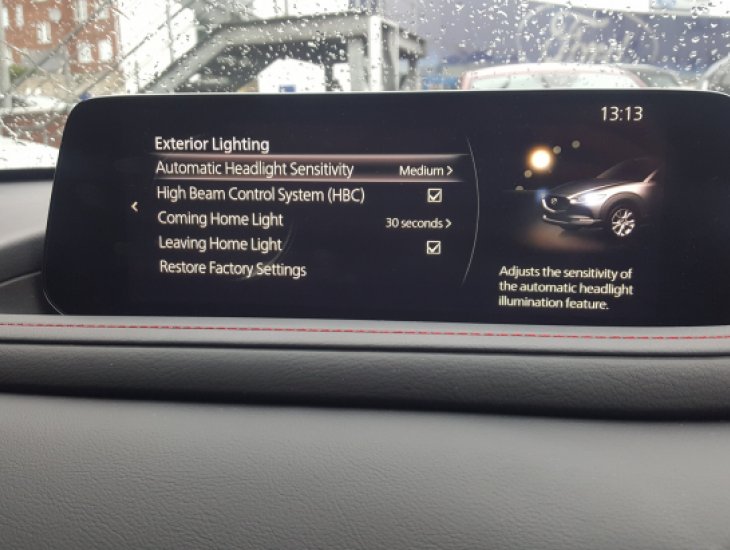 Ford
13:13
Exterior Lighting
Automatic Headlight Sensitivity Medium >
High Beam Control System (HBC)
Coming Home Light 30 seconds >
Leaving Home Light
Restore Factory Settings
Adjusts the sensitivity of
the automatic headlight
illumination feature.